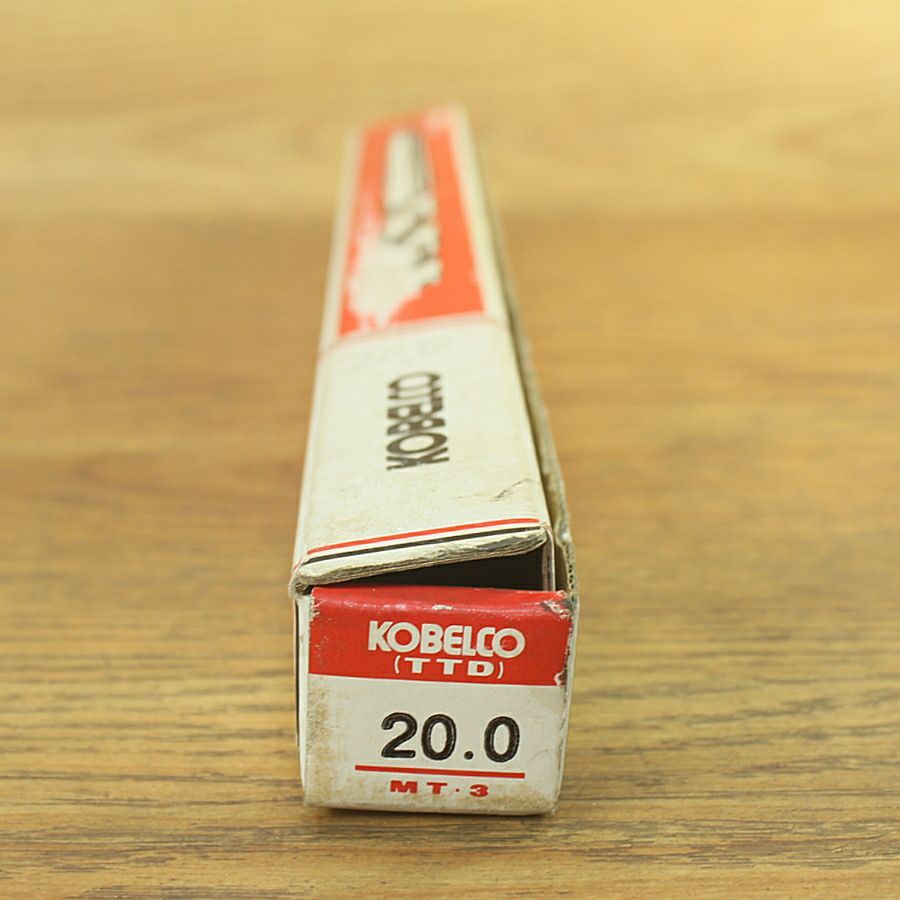 KOBELCO
KOBELCO
(TTD)
20.0
MT·3